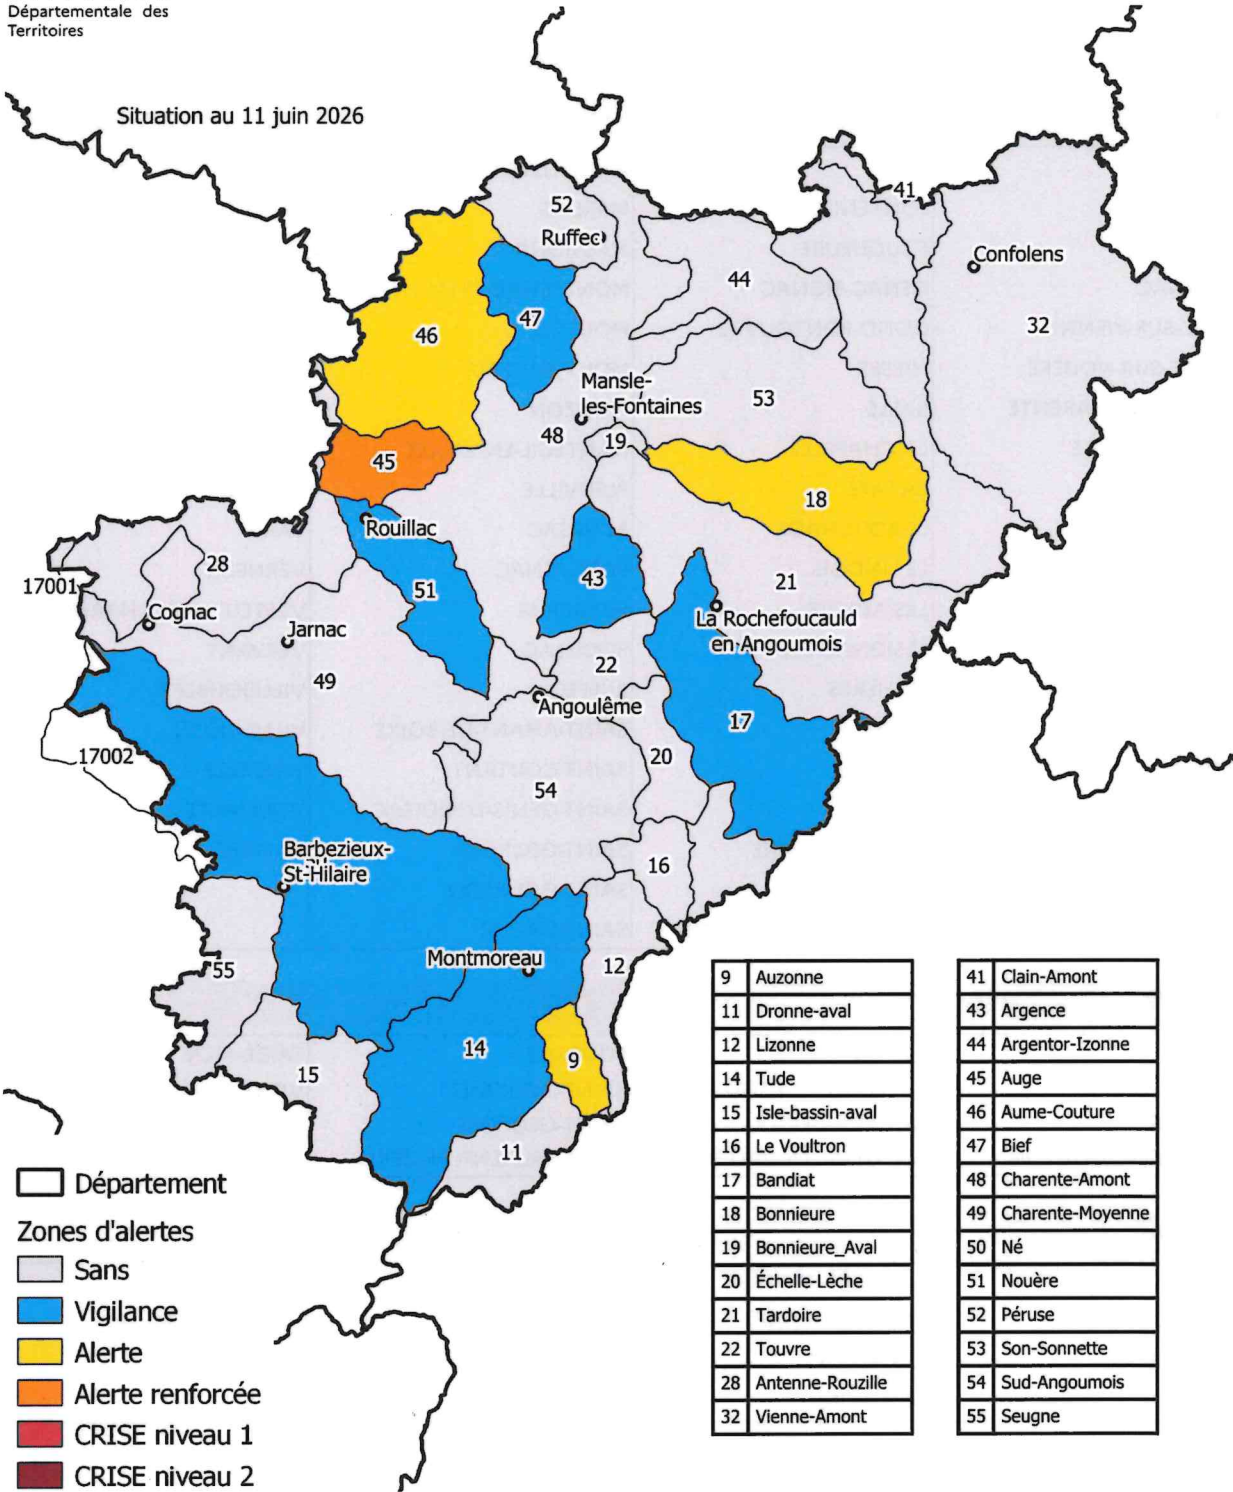 Départementale des
Territoires
Situation au 11 juin 2026
41
52
Ruffec
Confolens
44
47
32
46
Mansle-
les-Fontaines
53
48
19
45
18
Rouillac
28
17001
43
21
51
Cognac
La Rochefoucauld
en Angoumois
Jarnac
22
49
Angoulême
17
20
17002
54
Barbezieux-
St-Hilaire
16
Montmoreau
12
55
14
9
15
11
9 Auzonne
11 Dronne-aval
12 Lizonne
14 Tude
15 Isle-bassin-aval
16 Le Voultron
17 Bandiat
18 Bonnieure
19 Bonnieure_Aval
20 Échelle-Lèche
21 Tardoire
22 Touvre
28 Antenne-Rouzille
32 Vienne-Amont
41 Clain-Amont
43 Argence
44 Argentor-Izonne
45 Auge
46 Aume-Couture
47 Bief
48 Charente-Amont
49 Charente-Moyenne
50 Né
51 Nouère
52 Péruse
53 Son-Sonnette
54 Sud-Angoumois
55 Seugne
Département
Zones d'alertes
Sans
Vigilance
Alerte
Alerte renforcée
CRISE niveau 1
CRISE niveau 2